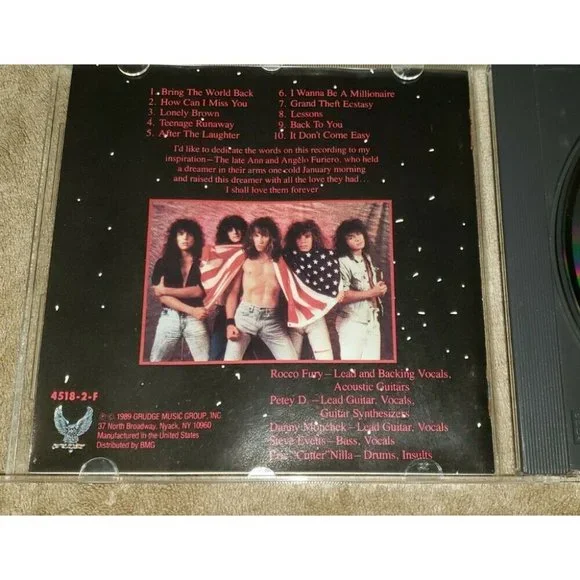 1. Bring The World Back
2. How Can I Miss You
3. Lonely Brown
4. Teenage Runaway
5. After The Laughter
6. I Wanna Be A Millionaire
7. Grand Theft Ecstasy
8. Lessons
9. Back To You
10. It Don't Come Easy
I'd like to dedicate the words on this recording to my
inspiration — The late Ann and Angelo Furiero, who held
a dreamer in their arms one cold January morning
and raised this dreamer with all the love they had...
I shall love them forever
Rocco Fury — Lead and Backing Vocals,
Acoustic Guitars
Petey D. — Lead Guitar, Vocals,
Guitar Synthesizers
Danny Monchek — Lead Guitar, Vocals
Steve Evetts — Bass, Vocals
Eric "Cutter" Nilla — Drums, Insults
4518-2-F
℗ © 1989 GRUDGE MUSIC GROUP, INC.
37 North Broadway, Nyack, NY 10960
Manufactured in the United States
Distributed by BMG